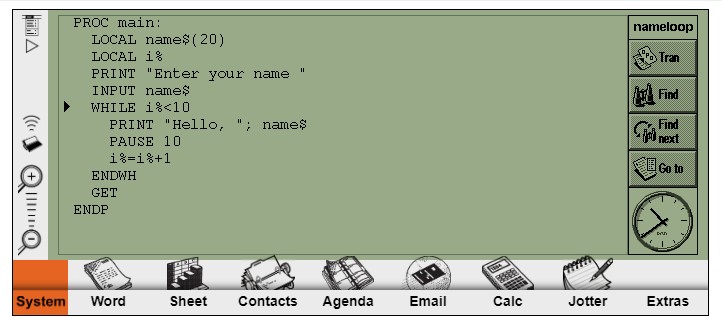 PROC main:
LOCAL name$(20)
LOCAL i%
PRINT "Enter your name "
INPUT name$
WHILE i%<10
PRINT "Hello, "; name$
PAUSE 10
i%=i%+1
ENDWH
GET
ENDP
nameloop
Tran
Find
Find
next
Go to
System Word Sheet Contacts Agenda Email Calc Jotter Extras